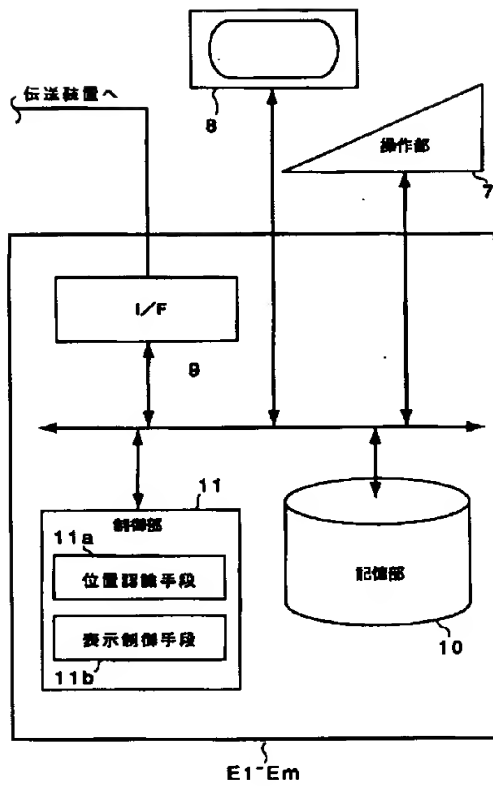 伝送装置へ
8
操作部
7
I/F
9
11
制御部
11a
位置認識手段
表示制御手段
11b
記憶部
10
E1~Em